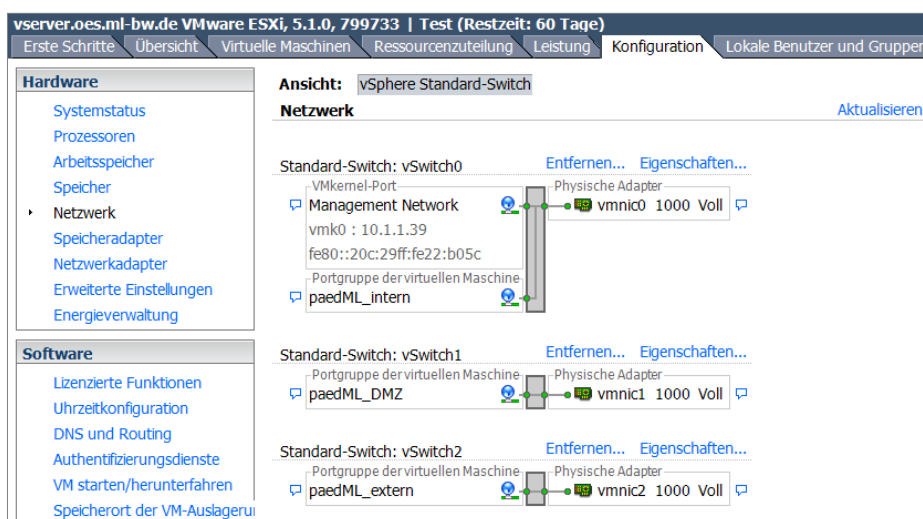 vserver.oes.ml-bw.de VMware ESXi, 5.1.0, 799733 | Test (Restzeit: 60 Tage)
Erste Schritte Übersicht Virtuelle Maschinen Ressourcenzuteilung Leistung Konfiguration Lokale Benutzer und Gruppen
Hardware
Systemstatus
Prozessoren
Arbeitsspeicher
Speicher
Netzwerk
Speicheradapter
Netzwerkadapter
Erweiterte Einstellungen
Energieverwaltung
Software
Lizenzierte Funktionen
Uhrzeitkonfiguration
DNS und Routing
Authentifizierungsdienste
VM starten/herunterfahren
Speicherort der VM-Auslageru
Ansicht: vSphere Standard-Switch
Netzwerk Aktualisieren
Standard-Switch: vSwitch0 Entfernen... Eigenschaften...
VMkernel-Port Physische Adapter
Management Network vmnic0 1000 Voll
vmk0 : 10.1.1.39
fe80::20c:29ff:fe22:b05c
Portgruppe der virtuellen Maschine
paedML_intern
Standard-Switch: vSwitch1 Entfernen... Eigenschaften...
Portgruppe der virtuellen Maschine Physische Adapter
paedML_DMZ vmnic1 1000 Voll
Standard-Switch: vSwitch2 Entfernen... Eigenschaften...
Portgruppe der virtuellen Maschine Physische Adapter
paedML_extern vmnic2 1000 Voll